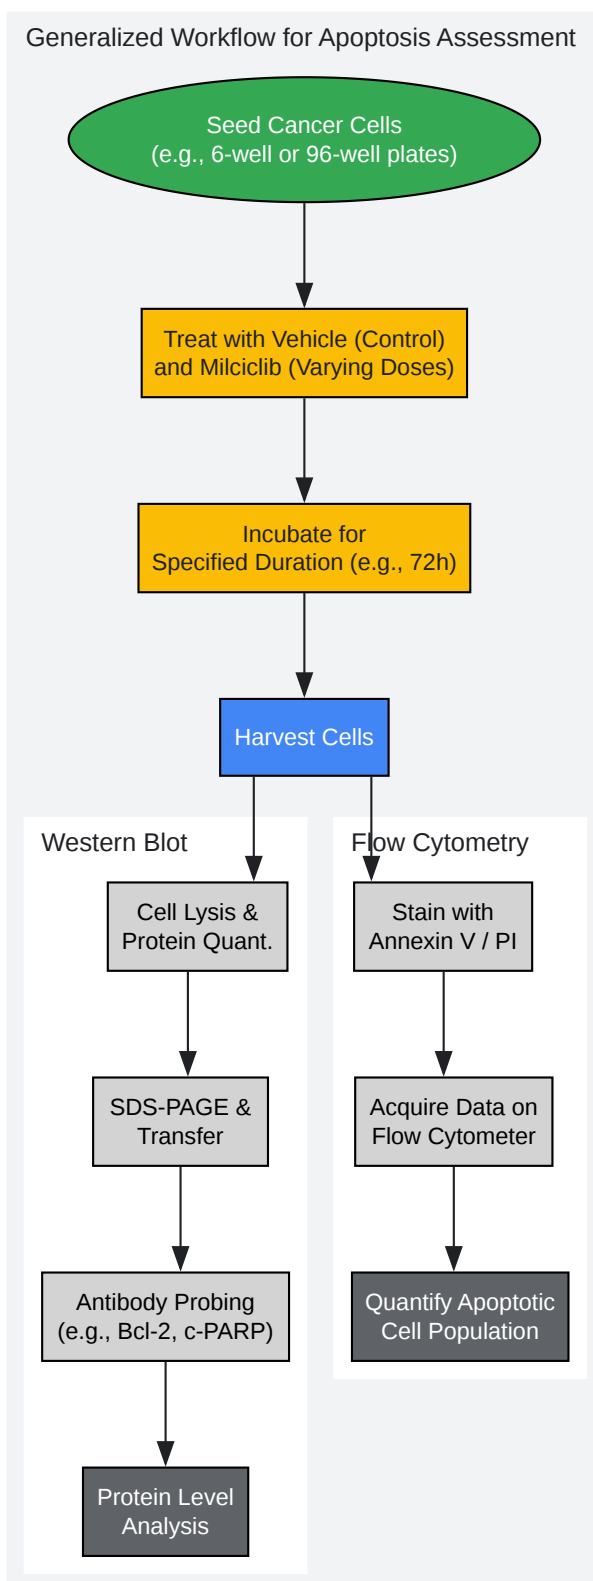 Generalized Workflow for Apoptosis Assessment
Seed Cancer Cells
(e.g., 6-well or 96-well plates)
Treat with Vehicle (Control)
and Milciclib (Varying Doses)
Incubate for
Specified Duration (e.g., 72h)
Harvest Cells
Western Blot
Cell Lysis &
Protein Quant.
SDS-PAGE &
Transfer
Antibody Probing
(e.g., Bcl-2, c-PARP)
Protein Level
Analysis
Flow Cytometry
Stain with
Annexin V / PI
Acquire Data on
Flow Cytometer
Quantify Apoptotic
Cell Population